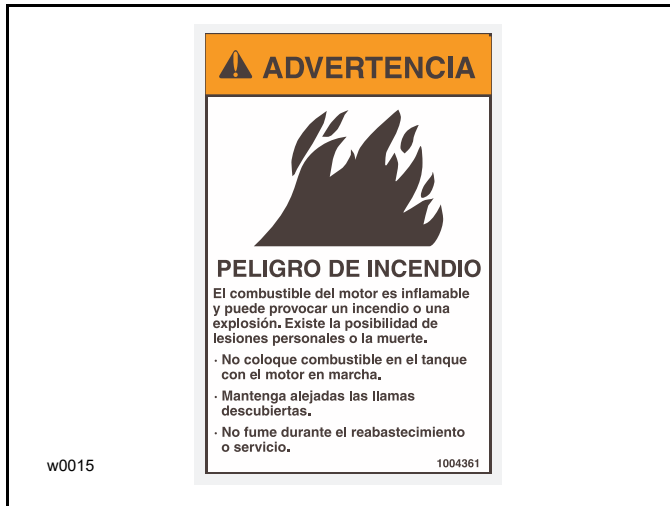 ADVERTENCIA
PELIGRO DE INCENDIO
El combustible del motor es inflamable
y puede provocar un incendio o una
explosión. Existe la posibilidad de
lesiones personales o la muerte.
· No coloque combustible en el tanque
con el motor en marcha.
· Mantenga alejadas las llamas
descubiertas.
· No fume durante el reabastecimiento
o servicio.
1004361
w0015